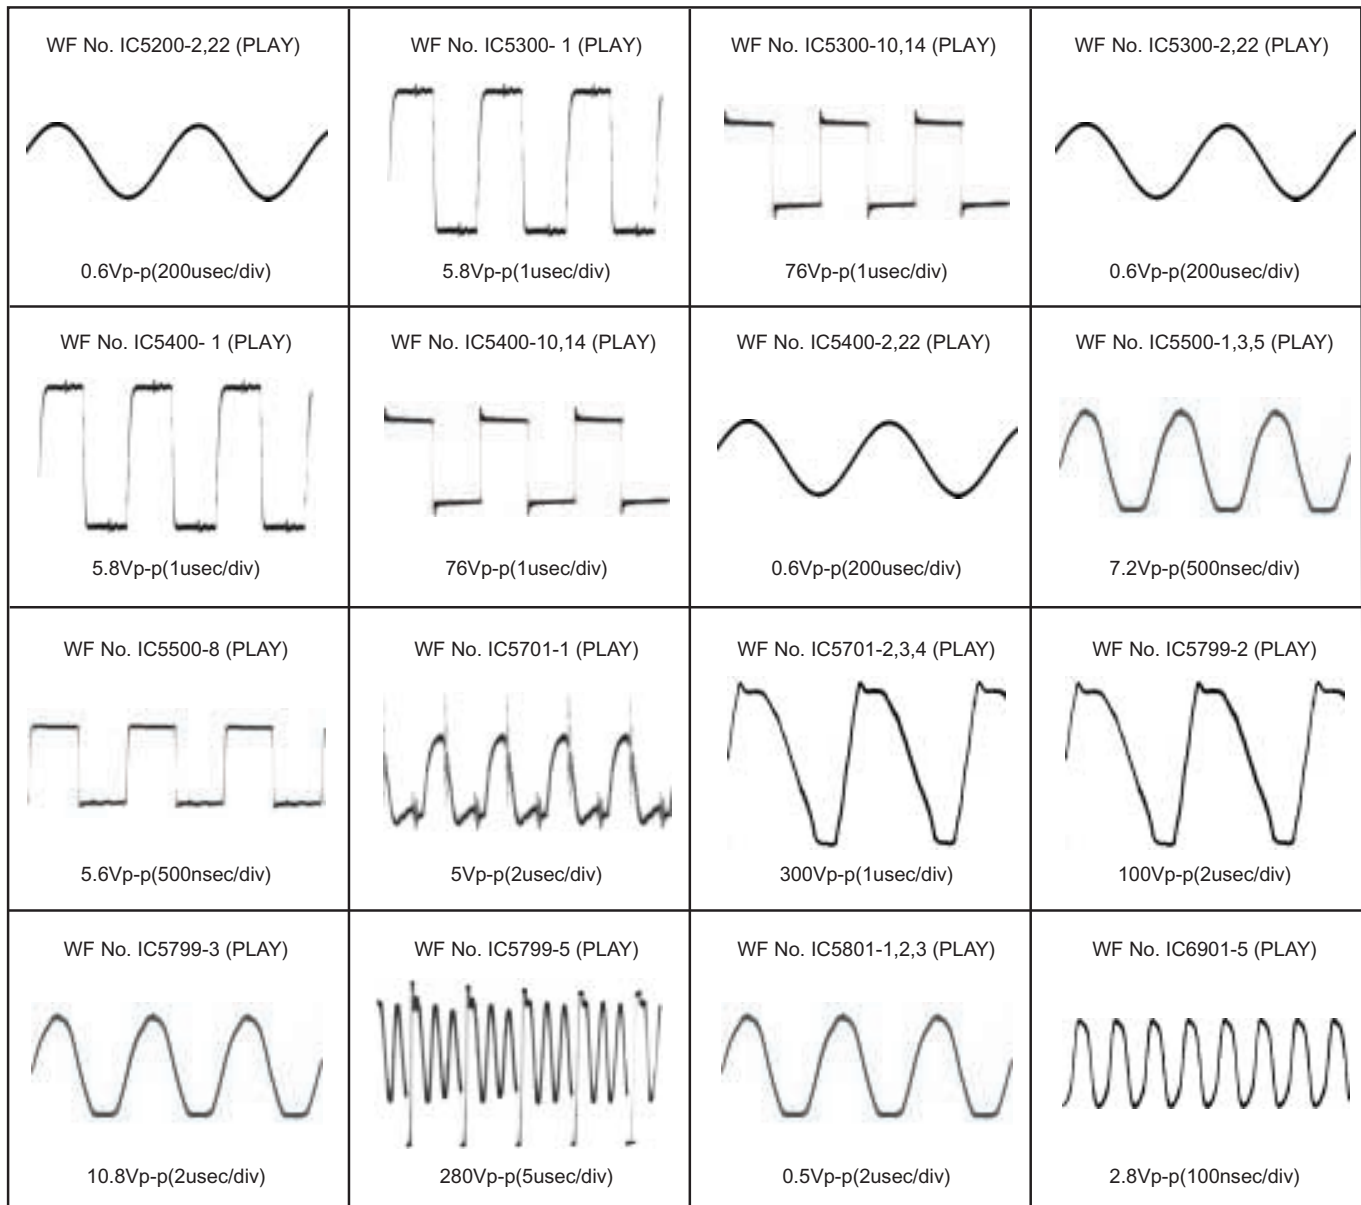 WF No. IC5200-2,22 (PLAY)
0.6Vp-p(200usec/div)
WF No. IC5300- 1 (PLAY)
5.8Vp-p(1usec/div)
WF No. IC5300-10,14 (PLAY)
76Vp-p(1usec/div)
WF No. IC5300-2,22 (PLAY)
0.6Vp-p(200usec/div)
WF No. IC5400- 1 (PLAY)
5.8Vp-p(1usec/div)
WF No. IC5400-10,14 (PLAY)
76Vp-p(1usec/div)
WF No. IC5400-2,22 (PLAY)
0.6Vp-p(200usec/div)
WF No. IC5500-1,3,5 (PLAY)
7.2Vp-p(500nsec/div)
WF No. IC5500-8 (PLAY)
5.6Vp-p(500nsec/div)
WF No. IC5701-1 (PLAY)
5Vp-p(2usec/div)
WF No. IC5701-2,3,4 (PLAY)
300Vp-p(1usec/div)
WF No. IC5799-2 (PLAY)
100Vp-p(2usec/div)
WF No. IC5799-3 (PLAY)
10.8Vp-p(2usec/div)
WF No. IC5799-5 (PLAY)
280Vp-p(5usec/div)
WF No. IC5801-1,2,3 (PLAY)
0.5Vp-p(2usec/div)
WF No. IC6901-5 (PLAY)
2.8Vp-p(100nsec/div)